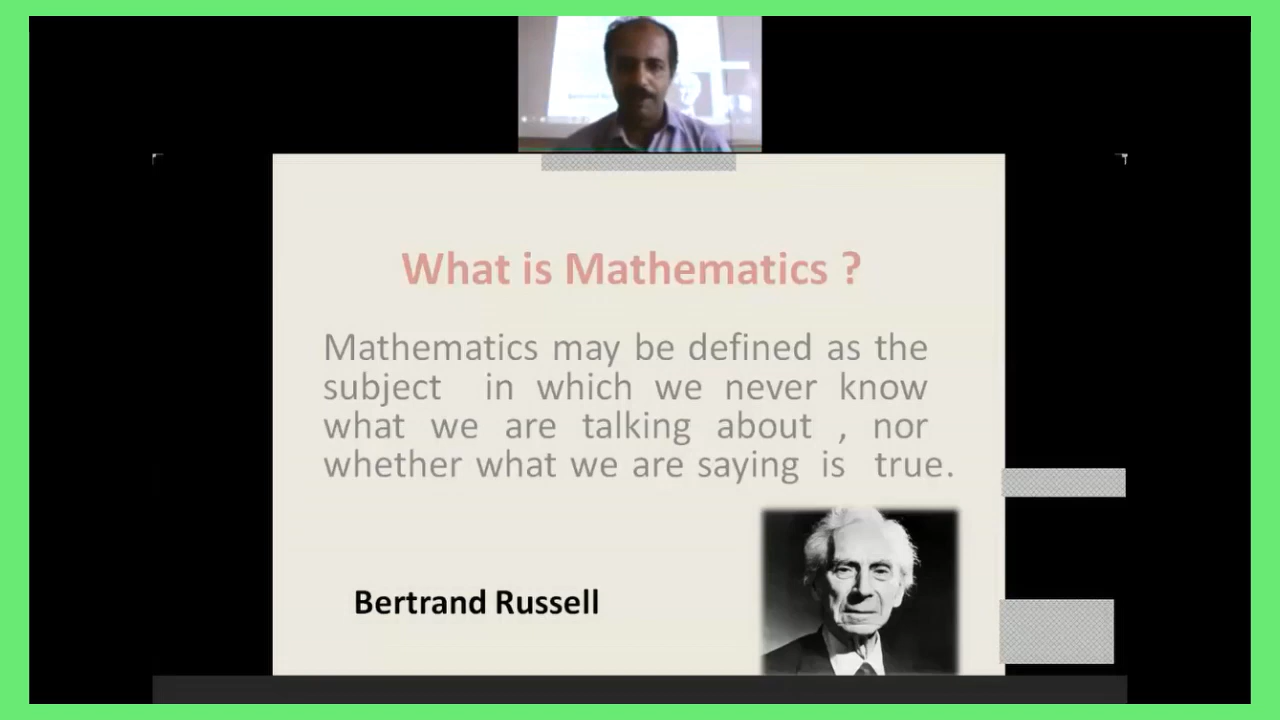 What is Mathematics ?
Mathematics may be defined as the
subject in which we never know
what we are talking about , nor
whether what we are saying is true.
Bertrand Russell